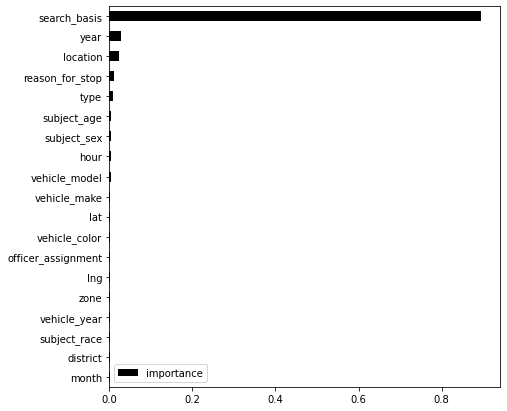 search_basis
year
location
reason_for_stop
type
subject_age
subject_sex
hour
vehicle_model
vehicle_make
lat
vehicle_color
officer_assignment
lng
zone
vehicle_year
subject_race
district
month
importance
0.0 0.2 0.4 0.6 0.8